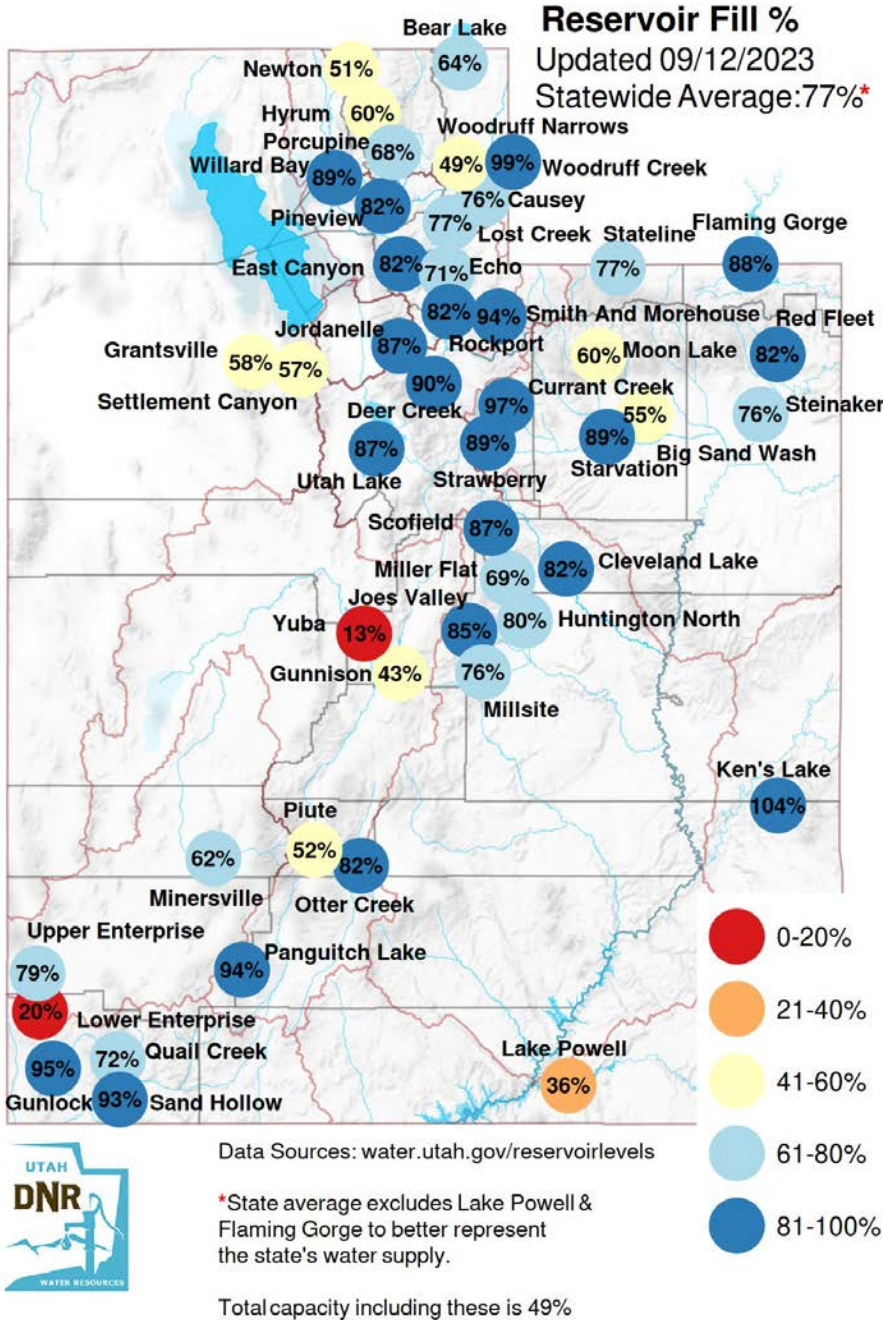 Reservoir Fill %
Updated 09/12/2023
Statewide Average:77%*
Bear Lake
64%
Newton
51%
Hyrum
60%
Porcupine
68%
Woodruff Narrows
49%
99%
Woodruff Creek
Willard Bay
89%
Pineview
82%
76%
Causey
77%
Lost Creek
Stateline
77%
Flaming Gorge
88%
East Canyon
82%
71%
Echo
82%
Rockport
94%
Smith And Morehouse
Red Fleet
82%
Jordanelle
87%
Grantsville
58%
57%
Settlement Canyon
60%
Moon Lake
90%
Deer Creek
Currant Creek
97%
55%
Big Sand Wash
76%
Steinaker
87%
Utah Lake
89%
Strawberry
89%
Starvation
Scofield
87%
Miller Flat
69%
82%
Cleveland Lake
Joes Valley
85%
80%
Huntington North
Yuba
13%
Gunnison
43%
76%
Millsite
Ken's Lake
104%
Piute
52%
82%
Otter Creek
62%
Minersville
Upper Enterprise
79%
Panguitch Lake
94%
20%
Lower Enterprise
72%
Quail Creek
95%
Gunlock
93%
Sand Hollow
Lake Powell
36%
0-20%
21-40%
41-60%
61-80%
81-100%
UTAH
DNR
WATER RESOURCES
Data Sources: water.utah.gov/reservoirlevels
*State average excludes Lake Powell &
Flaming Gorge to better represent
the state's water supply.
Total capacity including these is 49%